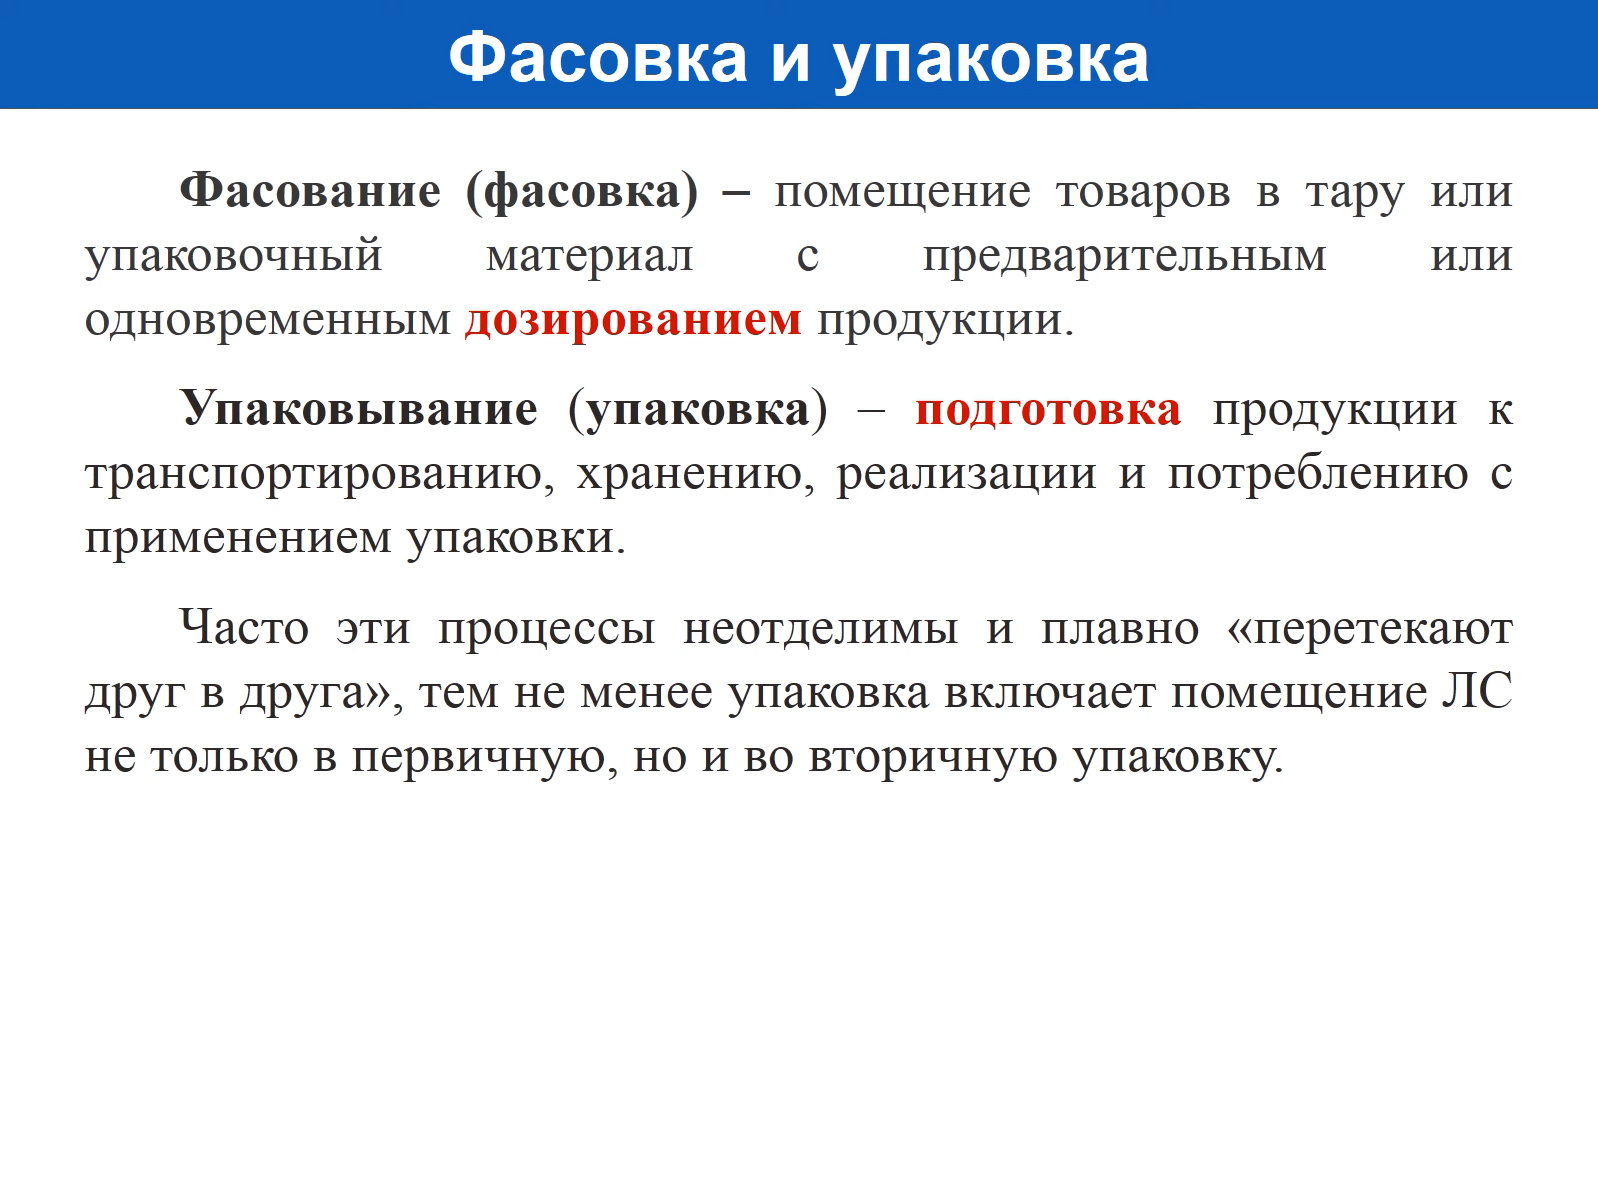 Фасовка и упаковка
Фасование (фасовка) – помещение товаров в тару или
упаковочный материал с предварительным или
одновременным дозированием продукции.
Упаковывание (упаковка) – подготовка продукции к
транспортированию, хранению, реализации и потреблению с
применением упаковки.
Часто эти процессы неотделимы и плавно «перетекают
друг в друга», тем не менее упаковка включает помещение ЛС
не только в первичную, но и во вторичную упаковку.